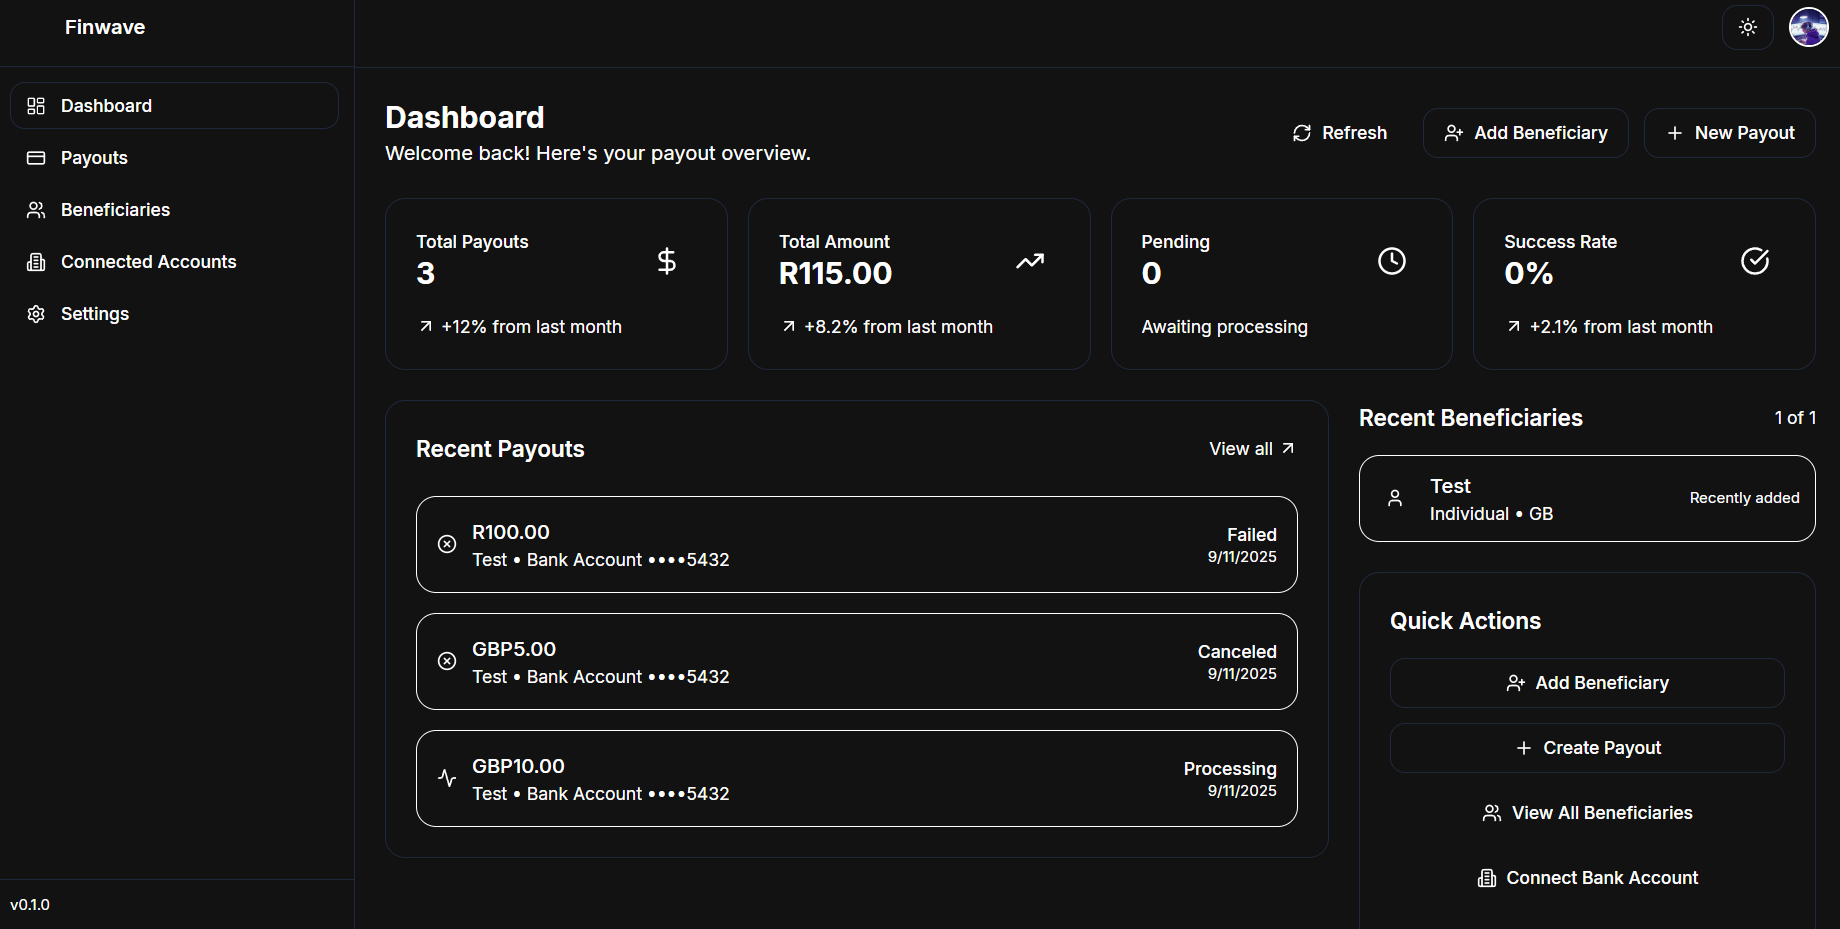 Finwave
Dashboard
Payouts
Beneficiaries
Connected Accounts
Settings
v0.1.0
Dashboard
Welcome back! Here's your payout overview.
Refresh
Add Beneficiary
New Payout
Total Payouts
3
+12% from last month
Total Amount
R115.00
+8.2% from last month
Pending
0
Awaiting processing
Success Rate
0%
+2.1% from last month
Recent Payouts
View all
R100.00
Test • Bank Account ••••5432
Failed
9/11/2025
GBP5.00
Test • Bank Account ••••5432
Canceled
9/11/2025
GBP10.00
Test • Bank Account ••••5432
Processing
9/11/2025
Recent Beneficiaries
1 of 1
Test
Individual • GB
Recently added
Quick Actions
Add Beneficiary
Create Payout
View All Beneficiaries
Connect Bank Account